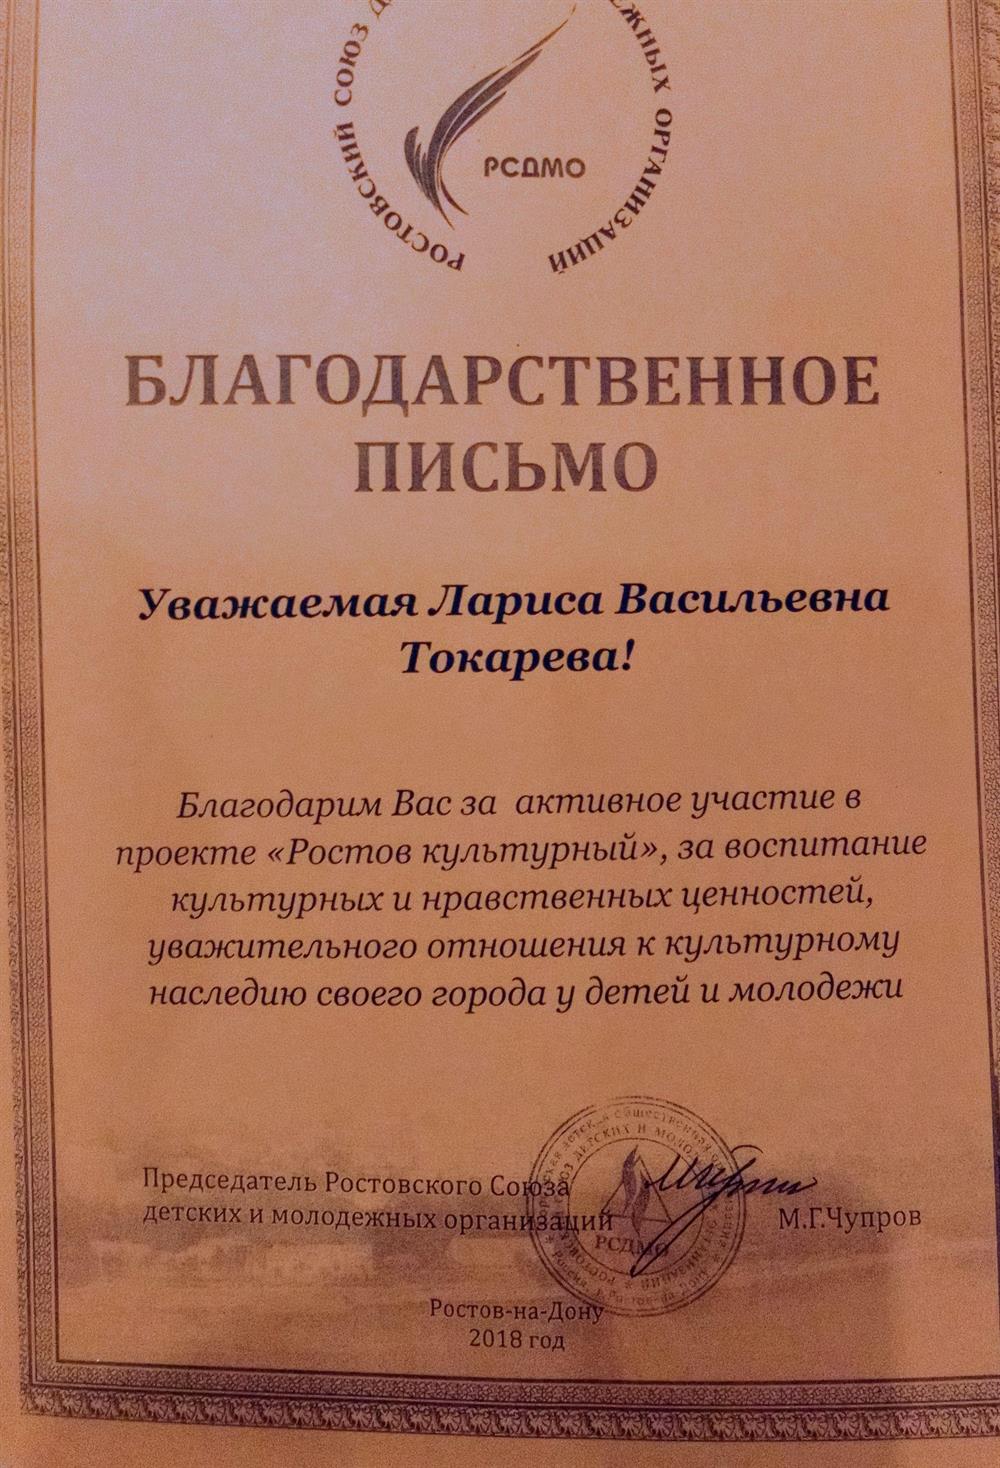 РОСТОВСКИЙ СОЮЗ
ОРГАНИЗАЦИЙ
РСДМО
БЛАГОДАРСТВЕННОЕ
ПИСЬМО
Уважаемая Лариса Васильевна
Токарева!
Благодарим Вас за активное участие в
проекте «Ростов культурный», за воспитание
культурных и нравственных ценностей,
уважительного отношения к культурному
наследию своего города у детей и молодежи
Председатель Ростовского Союза
детских и молодежных организаций
М.Г.Чупров
РСДМО
Ростов-на-Дону
2018 год